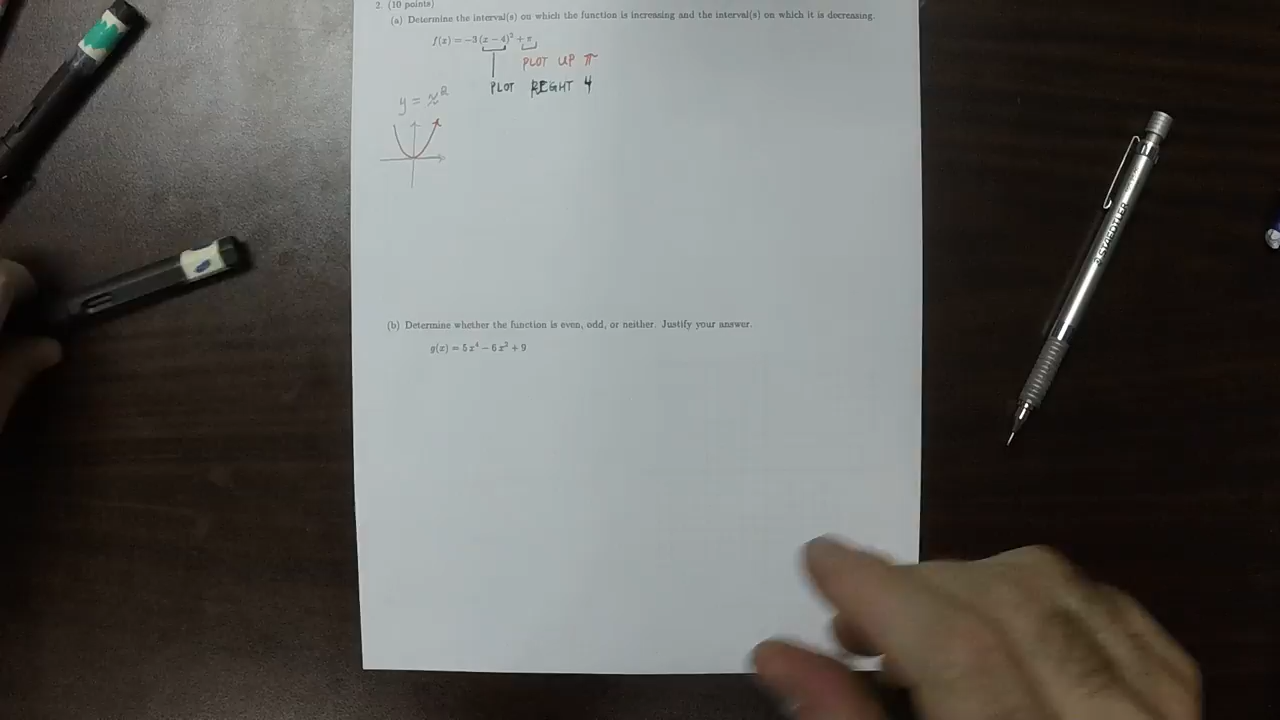 2. (10 points)
(a) Determine the interval(s) on which the function is increasing and the interval(s) on which it is decreasing.
f(x) = −3(x − 4)² + π
PLOT UP π
PLOT RIGHT 4
y = x²
(b) Determine whether the function is even, odd, or neither. Justify your answer.
g(x) = 5x⁴ − 6x³ + 9
STAEDTLER